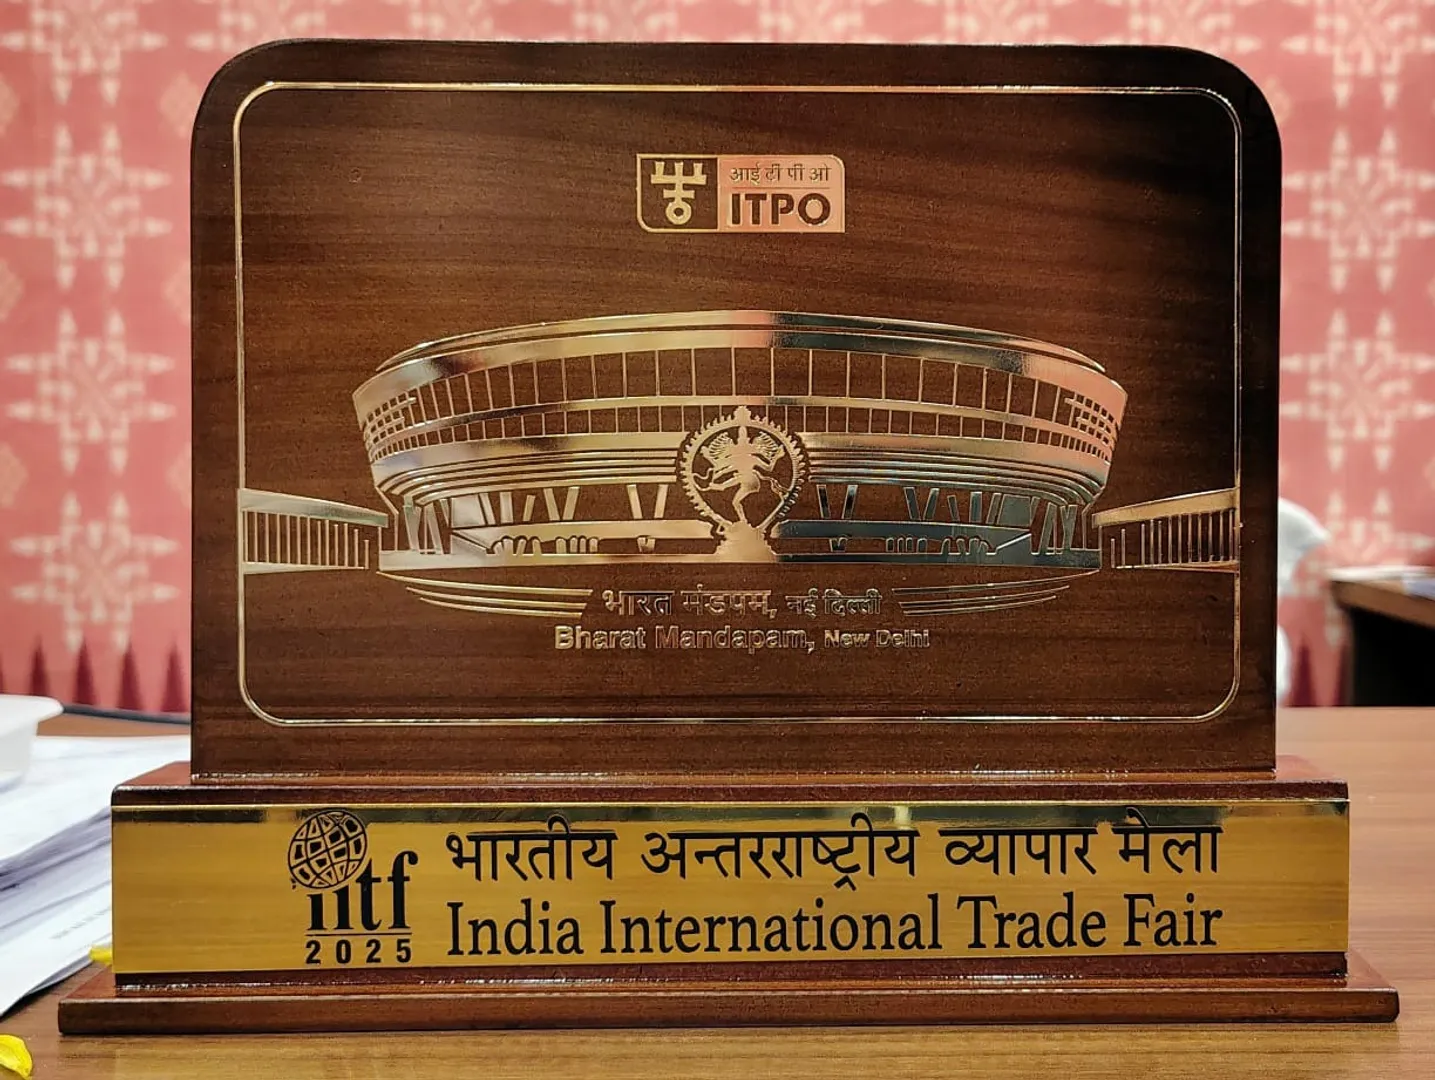 आई टी पी ओ
ITPO
भारत मंडपम, नई दिल्ली
Bharat Mandapam, New Delhi
iitf
2025
भारतीय अन्तरराष्ट्रीय व्यापार मेला
India International Trade Fair